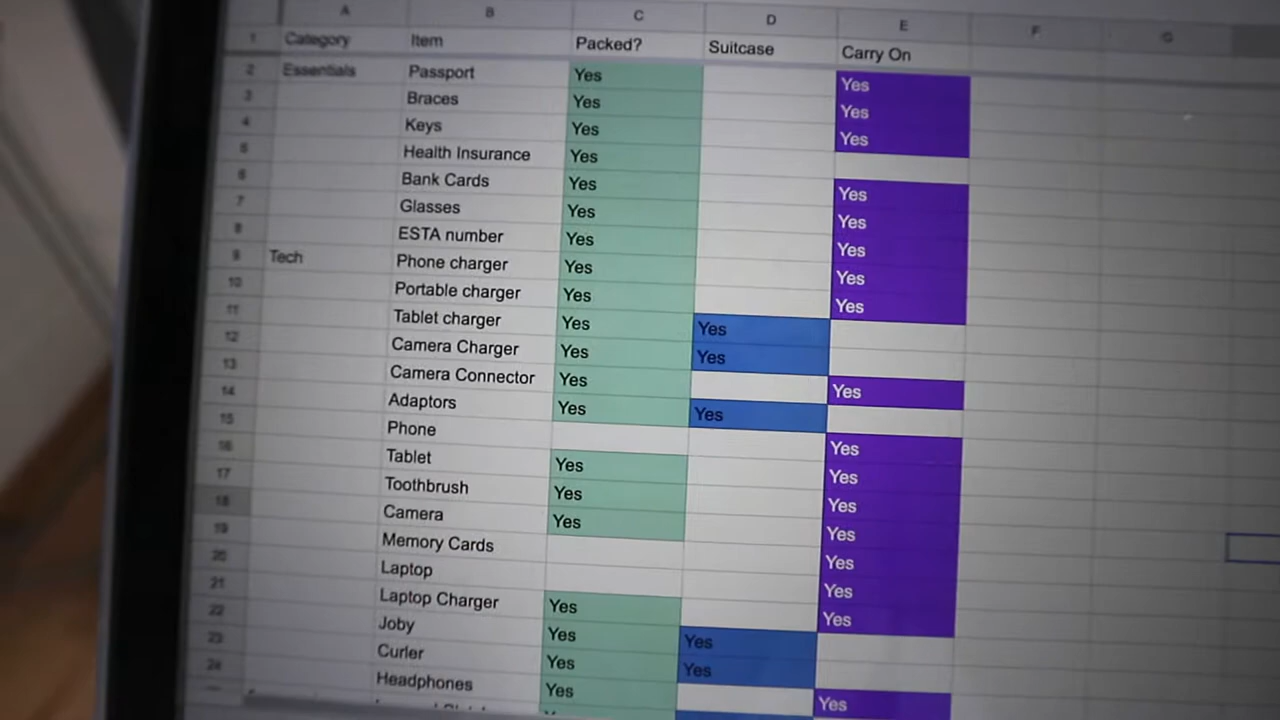 A B C D E F G
1 Category Item Packed? Suitcase Carry On
2 Essentials Passport Yes Yes
3 Braces Yes Yes
4 Keys Yes Yes
5 Health Insurance Yes
6 Bank Cards Yes Yes
7 Glasses Yes Yes
8 ESTA number Yes Yes
9 Tech Phone charger Yes Yes
10 Portable charger Yes Yes
11 Tablet charger Yes Yes
12 Camera Charger Yes Yes
13 Camera Connector Yes Yes
14 Adaptors Yes Yes
15 Phone Yes
16 Tablet Yes Yes
17 Toothbrush Yes Yes
18 Camera Yes Yes
19 Memory Cards Yes
20 Laptop Yes
21 Laptop Charger Yes Yes
22 Joby Yes Yes
23 Curler Yes Yes
24 Headphones Yes Yes